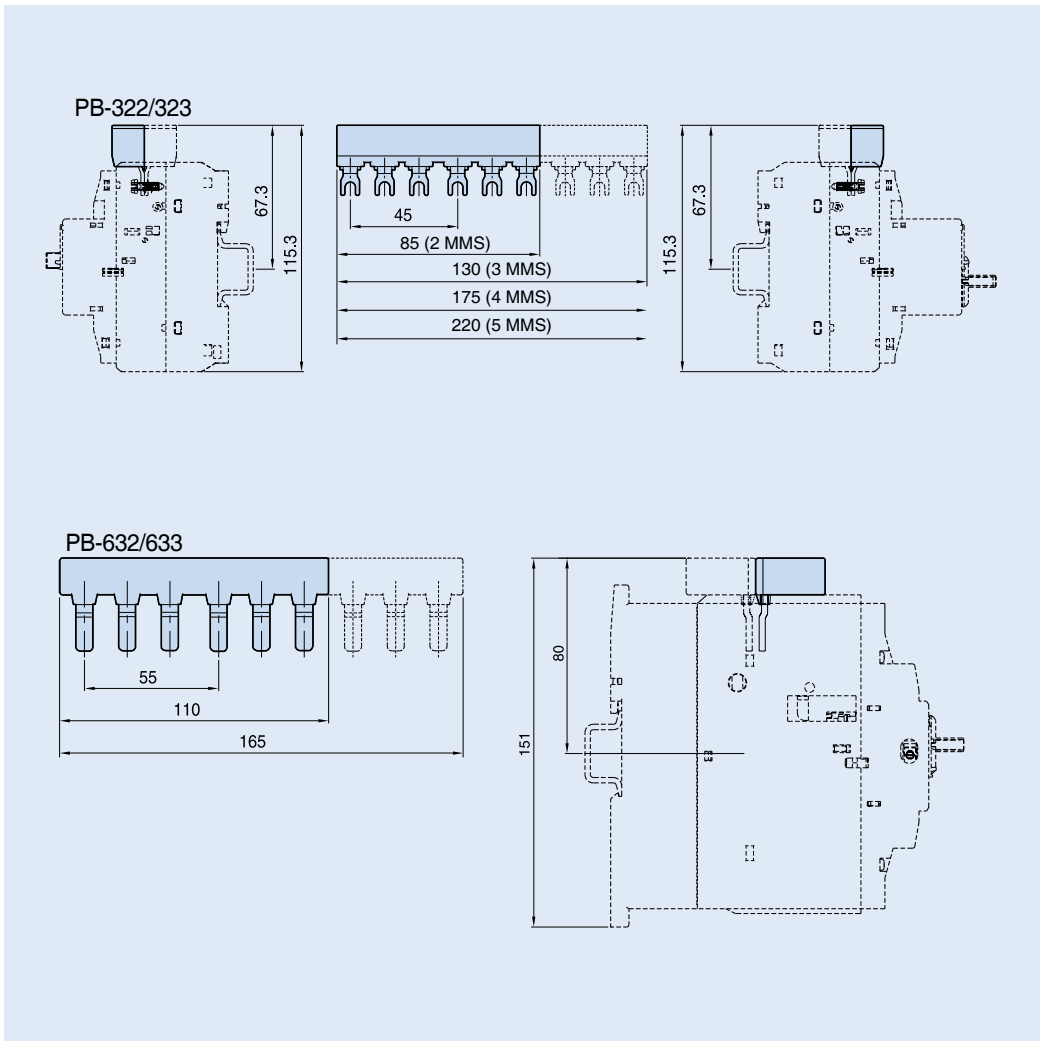 PB-322/323
67.3
115.3
45
85 (2 MMS)
130 (3 MMS)
175 (4 MMS)
220 (5 MMS)
67.3
115.3
PB-632/633
55
110
165
80
151